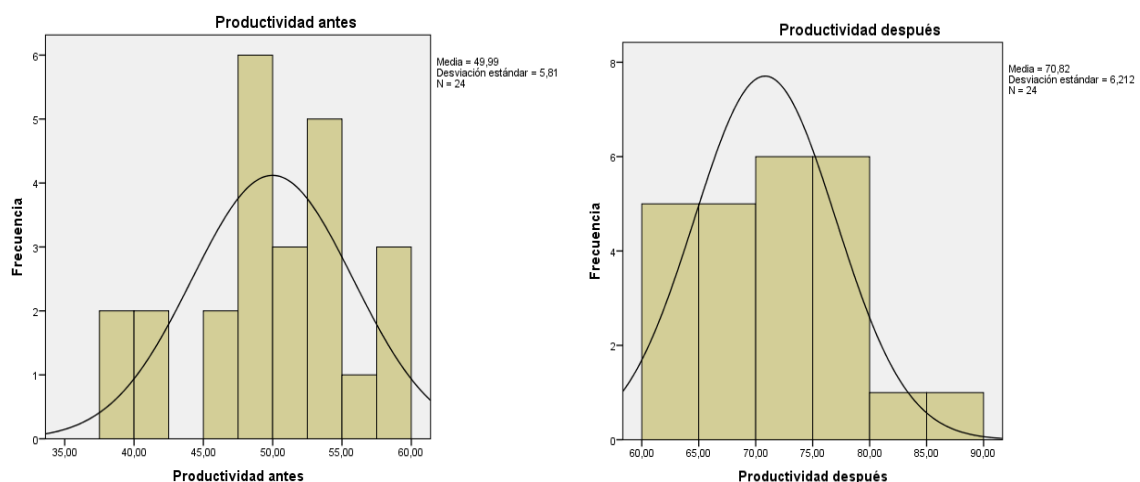 Productividad antes
Media = 49,99
Desviación estándar = 5,81
N = 24
Frecuencia
6
5
4
3
2
1
0
35,00 40,00 45,00 50,00 55,00 60,00
Productividad antes
Productividad después
Media = 70,82
Desviación estándar = 6,212
N = 24
Frecuencia
8
6
4
2
0
60,00 65,00 70,00 75,00 80,00 85,00 90,00
Productividad después